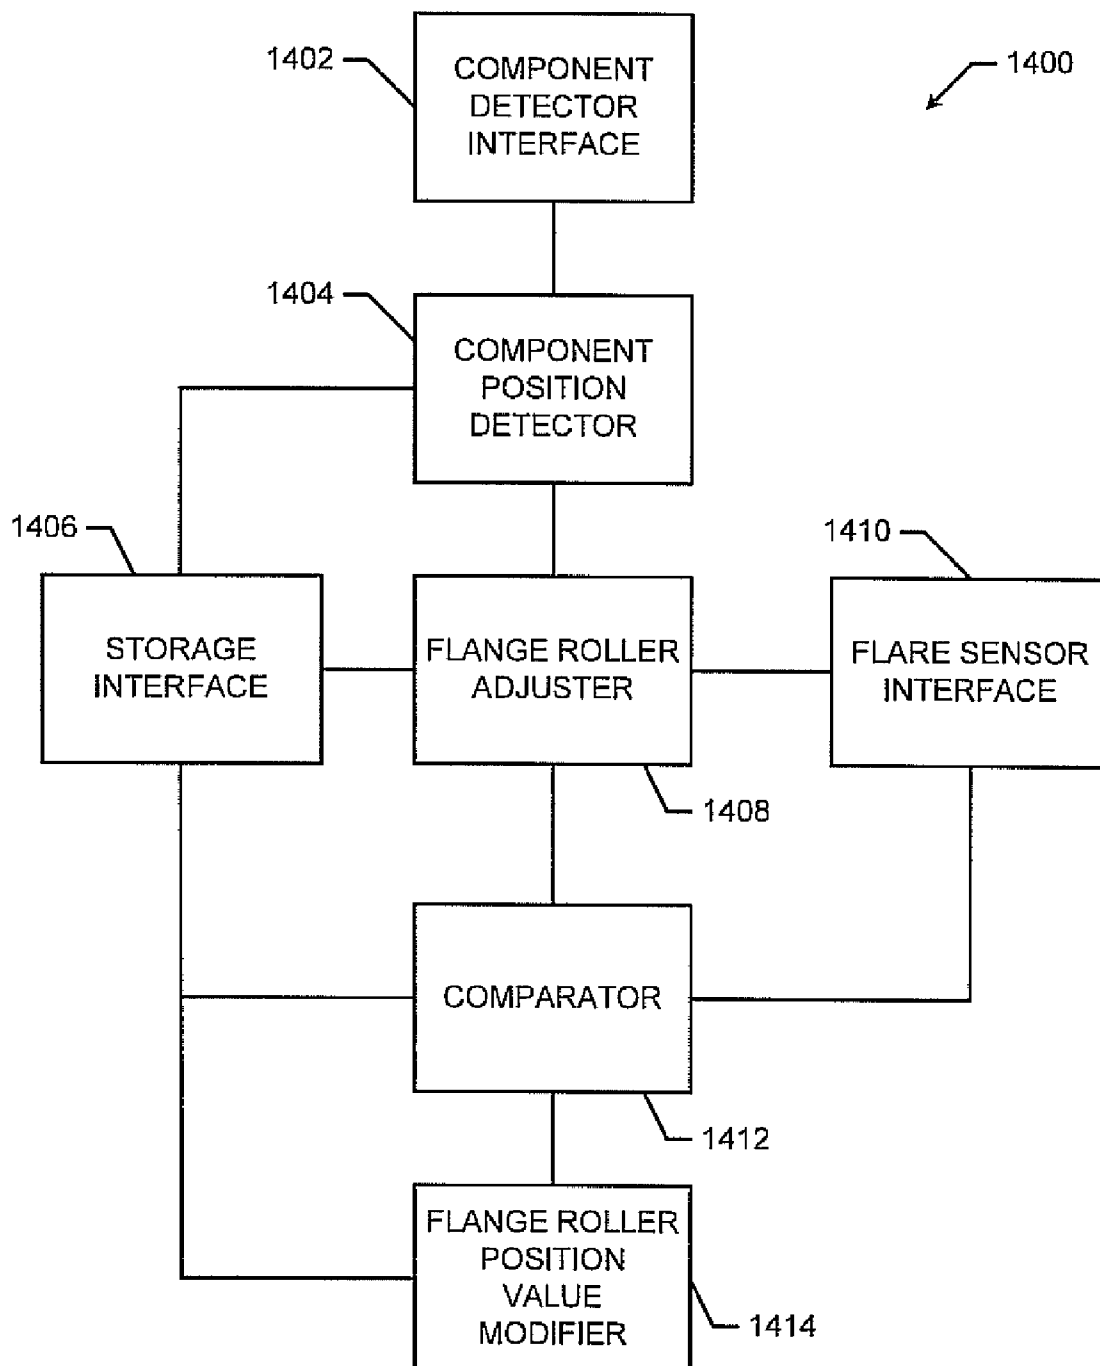 1402
COMPONENT
DETECTOR
INTERFACE
1400
1404
COMPONENT
POSITION
DETECTOR
1406
STORAGE
INTERFACE
FLANGE ROLLER
ADJUSTER
1408
1410
FLARE SENSOR
INTERFACE
COMPARATOR
1412
FLANGE ROLLER
POSITION
VALUE
MODIFIER
1414